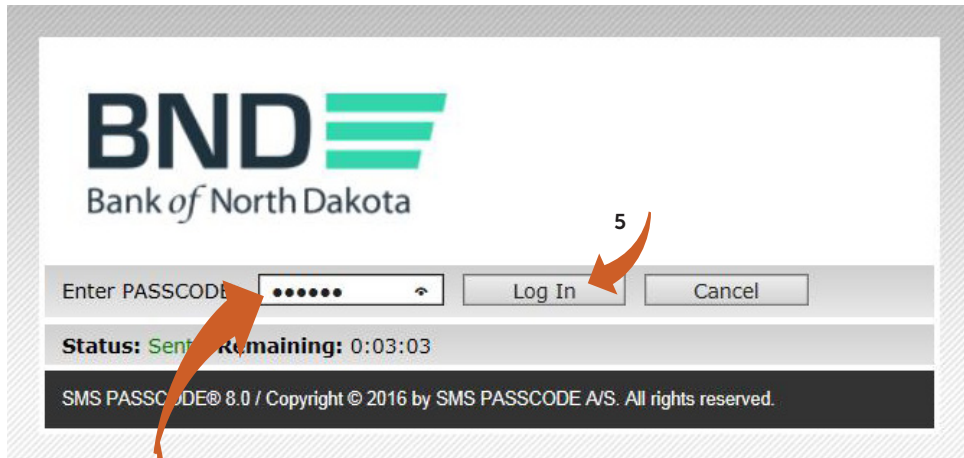 BND
Bank of North Dakota
5
Enter PASSCODE •••••• Log In Cancel
Status: Sent Remaining: 0:03:03
SMS PASSCODE® 8.0 / Copyright © 2016 by SMS PASSCODE A/S. All rights reserved.